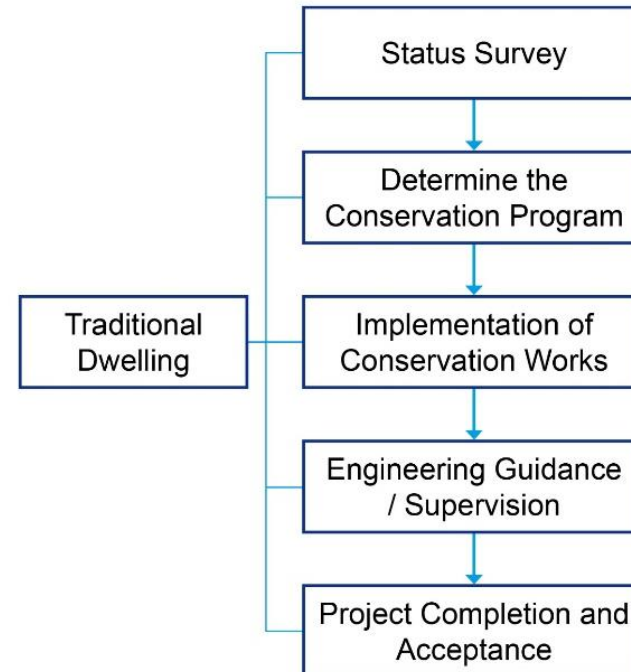 Status Survey
Determine the
Conservation Program
Traditional
Dwelling
Implementation of
Conservation Works
Engineering Guidance
/ Supervision
Project Completion and
Acceptance